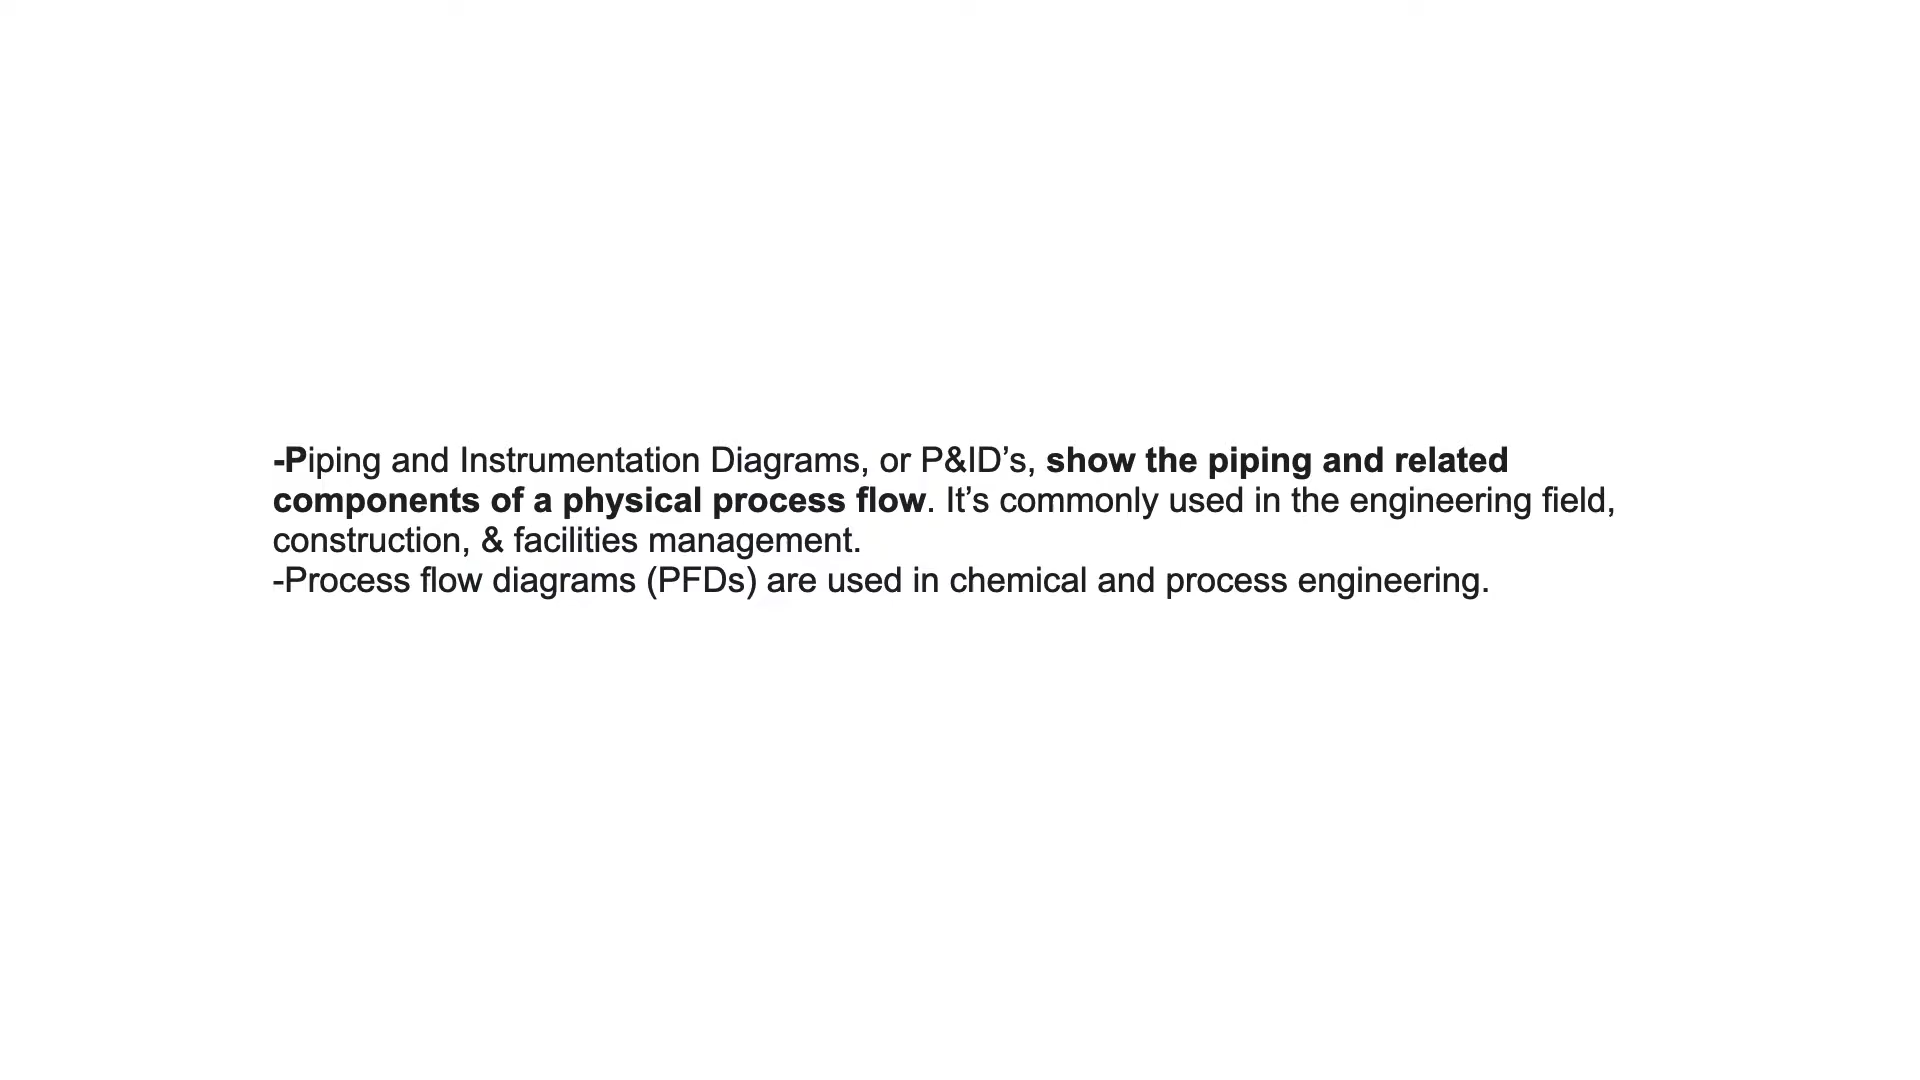 -Piping and Instrumentation Diagrams, or P&ID’s, show the piping and related
components of a physical process flow. It’s commonly used in the engineering field,
construction, & facilities management.
-Process flow diagrams (PFDs) are used in chemical and process engineering.